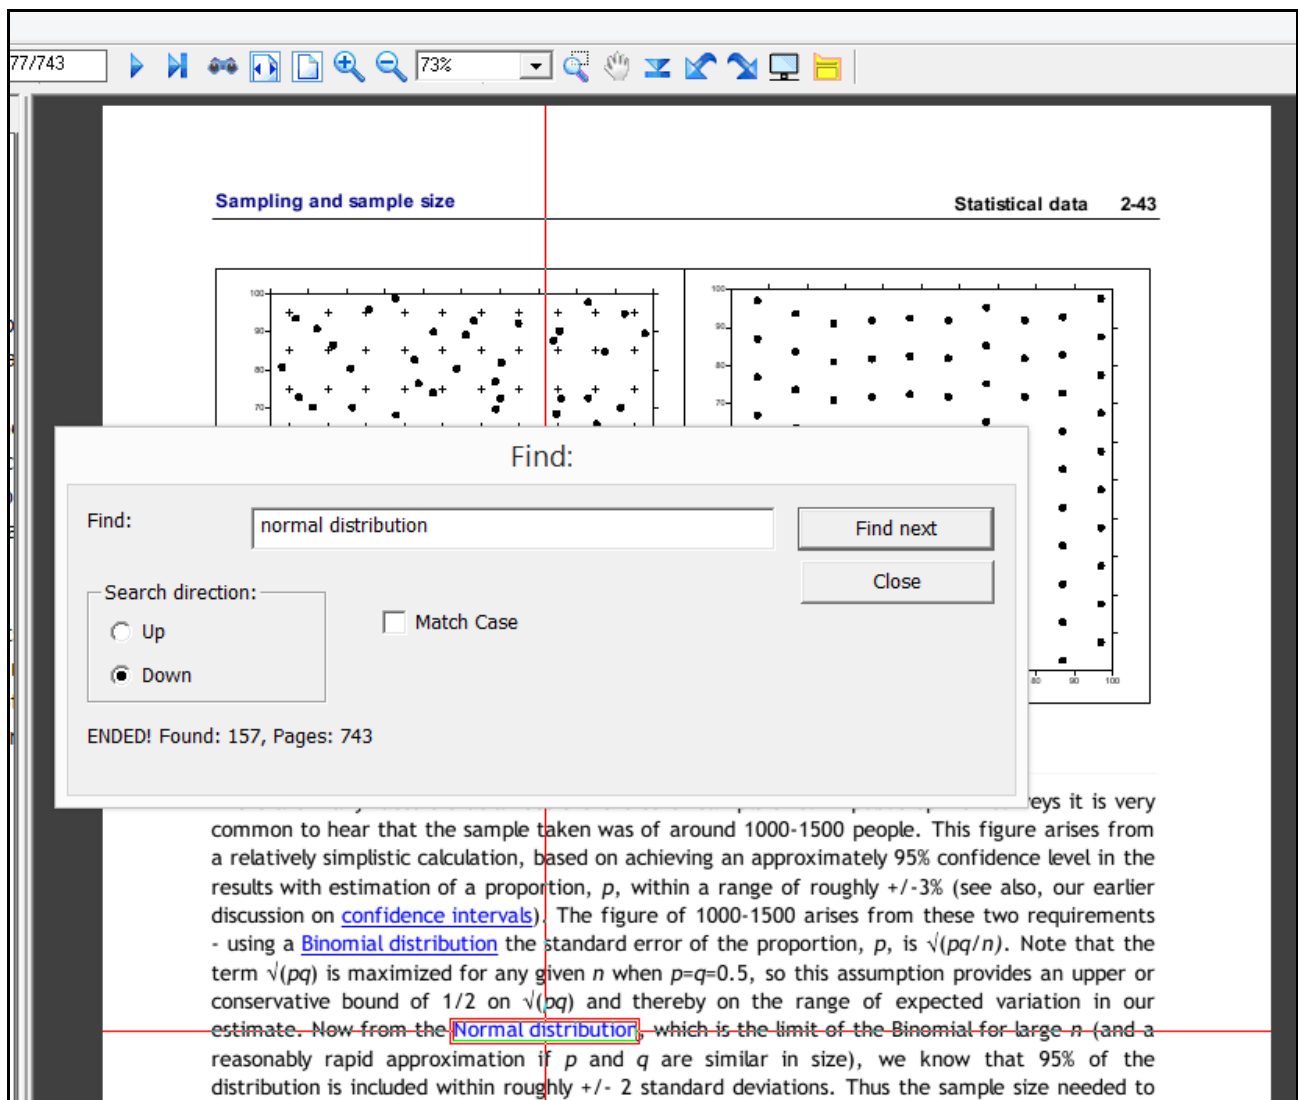 77/743
73%
Sampling and sample size
Statistical data 2-43
100
90
80
70
100
90
80
70
80 90 100
Find:
Find:
normal distribution
Find next
Close
Search direction:
Up
Down
Match Case
ENDED! Found: 157, Pages: 743
it is very
common to hear that the sample taken was of around 1000-1500 people. This figure arises from
a relatively simplistic calculation, based on achieving an approximately 95% confidence level in the
results with estimation of a proportion, p, within a range of roughly +/-3% (see also, our earlier
discussion on confidence intervals). The figure of 1000-1500 arises from these two requirements
- using a Binomial distribution the standard error of the proportion, p, is √(pq/n). Note that the
term √(pq) is maximized for any given n when p=q=0.5, so this assumption provides an upper or
conservative bound of 1/2 on √(pq) and thereby on the range of expected variation in our
estimate. Now from the Normal distribution, which is the limit of the Binomial for large n (and a
reasonably rapid approximation if p and q are similar in size), we know that 95% of the
distribution is included within roughly +/- 2 standard deviations. Thus the sample size needed to